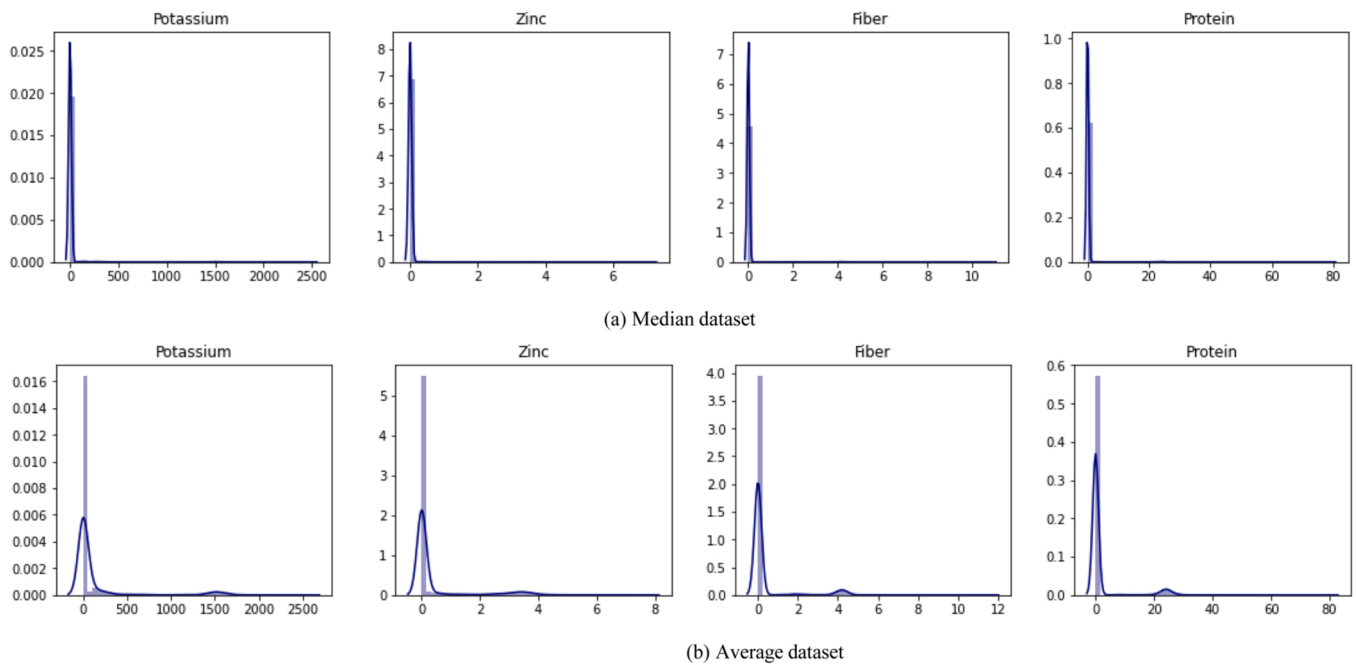 Potassium Zinc Fiber Protein
0.025 8 7 1.0
0.020 7 6 0.8
0.015 6 5 0.6
0.010 5 4 0.4
0.005 4 3 0.2
0.000 3 2 0.0
2 1
1 0
0
0 500 1000 1500 2000 2500 0 2 4 6 0 2 4 6 8 10 0 20 40 60 80
(a) Median dataset
Potassium Zinc Fiber Protein
0.016 5 4.0 0.6
0.014 4 3.5 0.5
0.012 3 3.0 0.4
0.010 2 2.5 0.3
0.008 1 2.0 0.2
0.006 0 1.5 0.1
0.004 1.0 0.0
0.002 0.5
0.000 0.0
0 500 1000 1500 2000 2500 0 2 4 6 8 0 2 4 6 8 10 12 0 20 40 60 80
(b) Average dataset